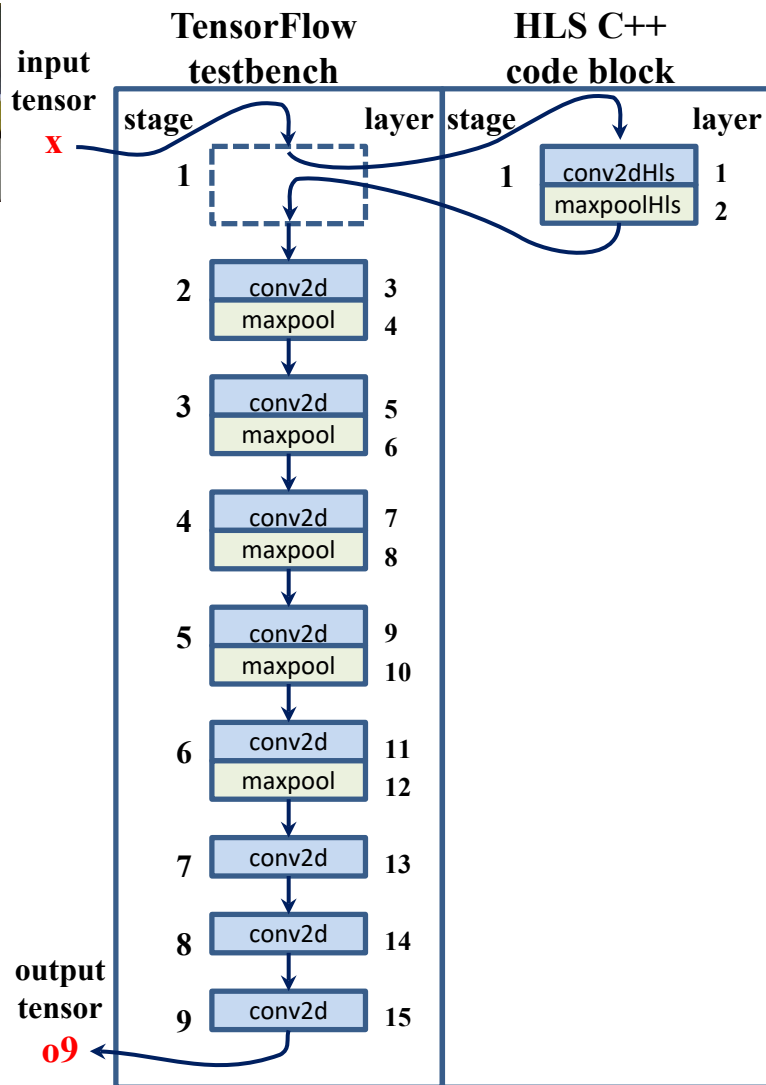 TensorFlow
testbench
HLS C++
code block
input
tensor
x
stage
layer
stage
layer
1
1
conv2dHls
1
maxpoolHls
2
2
conv2d
3
maxpool
4
3
conv2d
5
maxpool
6
4
conv2d
7
maxpool
8
5
conv2d
9
maxpool
10
6
conv2d
11
maxpool
12
7
conv2d
13
8
conv2d
14
9
conv2d
15
output
tensor
o9